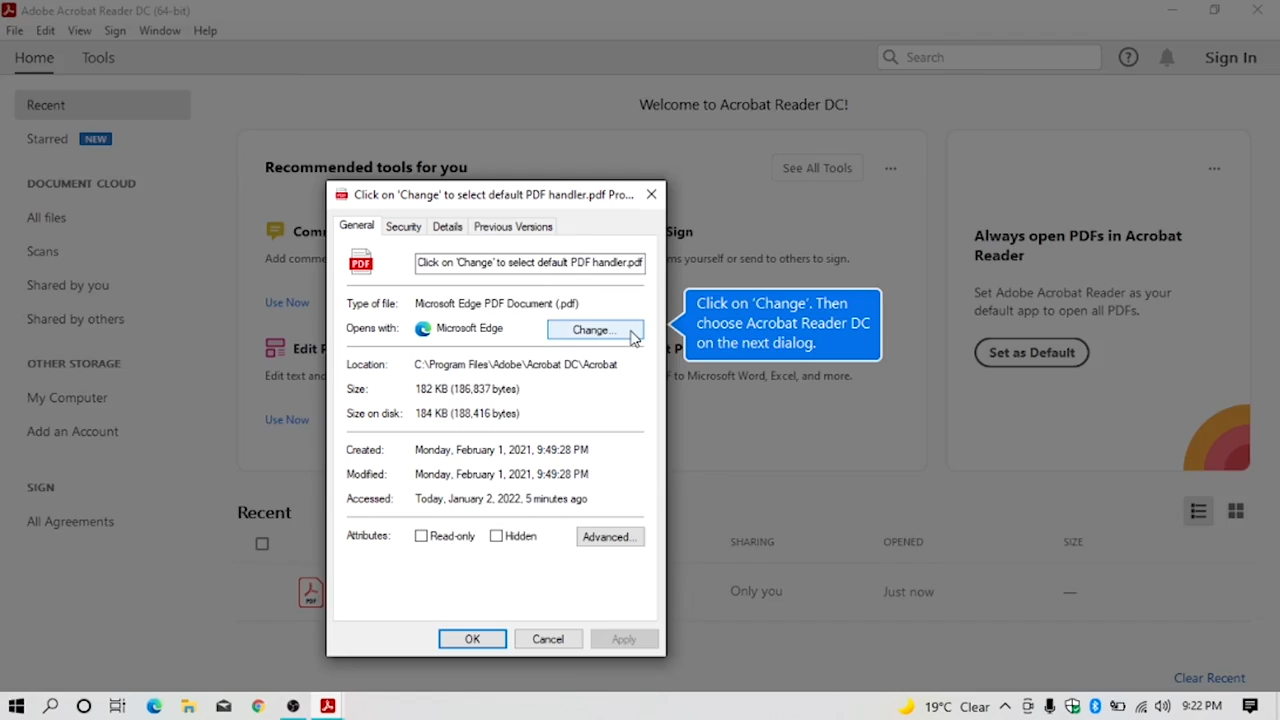 Adobe Acrobat Reader DC (64-bit)
File Edit View Sign Window Help
Home Tools
Search
Sign In
Recent
Starred NEW
DOCUMENT CLOUD
All files
Scans
Shared by you
Shared by others
OTHER STORAGE
My Computer
Add an Account
SIGN
All Agreements
Welcome to Acrobat Reader DC!
Recommended tools for you
See All Tools
Com
Add comme
Use Now
Edit P
Edit text and
Use Now
Sign
ms yourself or send to others to sign.
F to Microsoft Word, Excel, and more.
Always open PDFs in Acrobat
Reader
Set Adobe Acrobat Reader as your
default app to open all PDFs.
Set as Default
Click on 'Change' to select default PDF handler.pdf Pro...
General Security Details Previous Versions
PDF
Click on 'Change' to select default PDF handler.pdf
Type of file: Microsoft Edge PDF Document (.pdf)
Opens with: Microsoft Edge Change...
Location: C:\Program Files\Adobe\Acrobat DC\Acrobat
Size: 182 KB (186,837 bytes)
Size on disk: 184 KB (188,416 bytes)
Created: Monday, February 1, 2021, 9:49:28 PM
Modified: Monday, February 1, 2021, 9:49:28 PM
Accessed: Today, January 2, 2022, 5 minutes ago
Attributes: Read-only Hidden Advanced...
OK Cancel Apply
Click on 'Change'. Then
choose Acrobat Reader DC
on the next dialog.
Recent
SHARING OPENED SIZE
PDF
Only you Just now —
Clear Recent
19°C Clear 9:22 PM